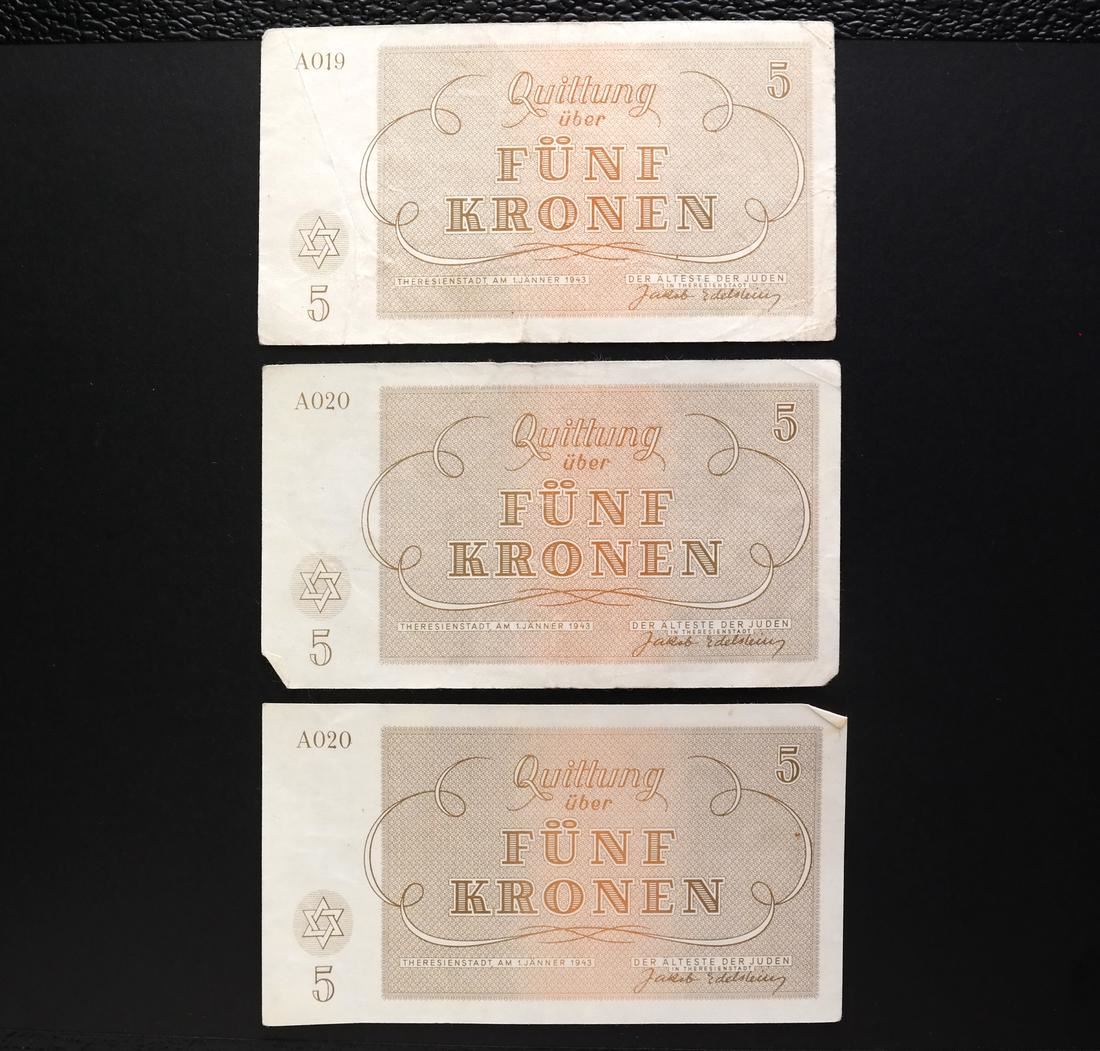 A019
5
Quittung
über
FÜNF
KRONEN
THERESIENSTADT AM 1.JÄNNER 1943
DER ÄLTESTE DER JUDEN
IN THERESIENSTADT
Jakob Edelstein
5
A020
5
Quittung
über
FÜNF
KRONEN
THERESIENSTADT AM 1.JÄNNER 1943
DER ÄLTESTE DER JUDEN
IN THERESIENSTADT
Jakob Edelstein
5
A020
5
Quittung
über
FÜNF
KRONEN
THERESIENSTADT AM 1.JÄNNER 1943
DER ÄLTESTE DER JUDEN
IN THERESIENSTADT
Jakob Edelstein
5